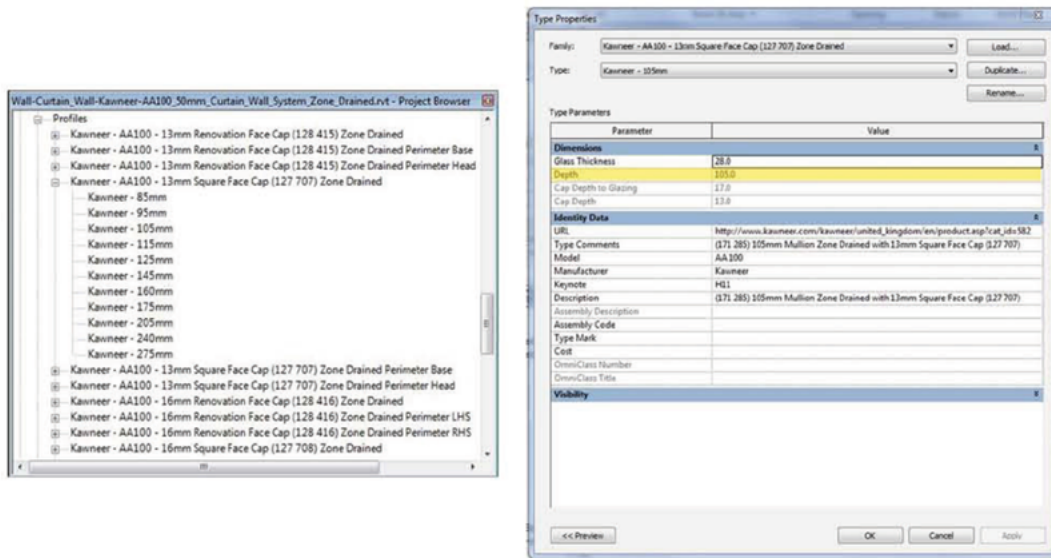 Wall-Curtain_Wall-Kawneer-AA100_50mm_Curtain_Wall_System_Zone_Drained.rvt - Project Browser
Profiles
Kawneer - AA100 - 13mm Renovation Face Cap (128 415) Zone Drained
Kawneer - AA100 - 13mm Renovation Face Cap (128 415) Zone Drained Perimeter Base
Kawneer - AA100 - 13mm Renovation Face Cap (128 415) Zone Drained Perimeter Head
Kawneer - AA100 - 13mm Square Face Cap (127 707) Zone Drained
Kawneer - 85mm
Kawneer - 95mm
Kawneer - 105mm
Kawneer - 115mm
Kawneer - 125mm
Kawneer - 145mm
Kawneer - 160mm
Kawneer - 175mm
Kawneer - 205mm
Kawneer - 240mm
Kawneer - 275mm
Kawneer - AA100 - 13mm Square Face Cap (127 707) Zone Drained Perimeter Base
Kawneer - AA100 - 13mm Square Face Cap (127 707) Zone Drained Perimeter Head
Kawneer - AA100 - 16mm Renovation Face Cap (128 416) Zone Drained
Kawneer - AA100 - 16mm Renovation Face Cap (128 416) Zone Drained Perimeter LHS
Kawneer - AA100 - 16mm Renovation Face Cap (128 416) Zone Drained Perimeter RHS
Kawneer - AA100 - 16mm Square Face Cap (127 708) Zone Drained
Type Properties
Family: Kawneer - AA100 - 13mm Square Face Cap (127 707) Zone Drained Load...
Type: Kawneer - 105mm Duplicate...
Rename...
Type Parameters
Parameter Value
Dimensions
Glass Thickness 28.0
Depth 105.0
Cap Depth to Glazing 17.0
Cap Depth 13.0
Identity Data
URL http://www.kawneer.com/kawneer/united_kingdom/en/product.asp?cat_id=582
Type Comments (171 285) 105mm Mullion Zone Drained with 13mm Square Face Cap (127 707)
Model AA100
Manufacturer Kawneer
Keynote H11
Description (171 285) 105mm Mullion Zone Drained with 13mm Square Face Cap (127 707)
Assembly Description
Assembly Code
Type Mark
Cost
OmniClass Number
OmniClass Title
Visibility
<< Preview OK Cancel Apply